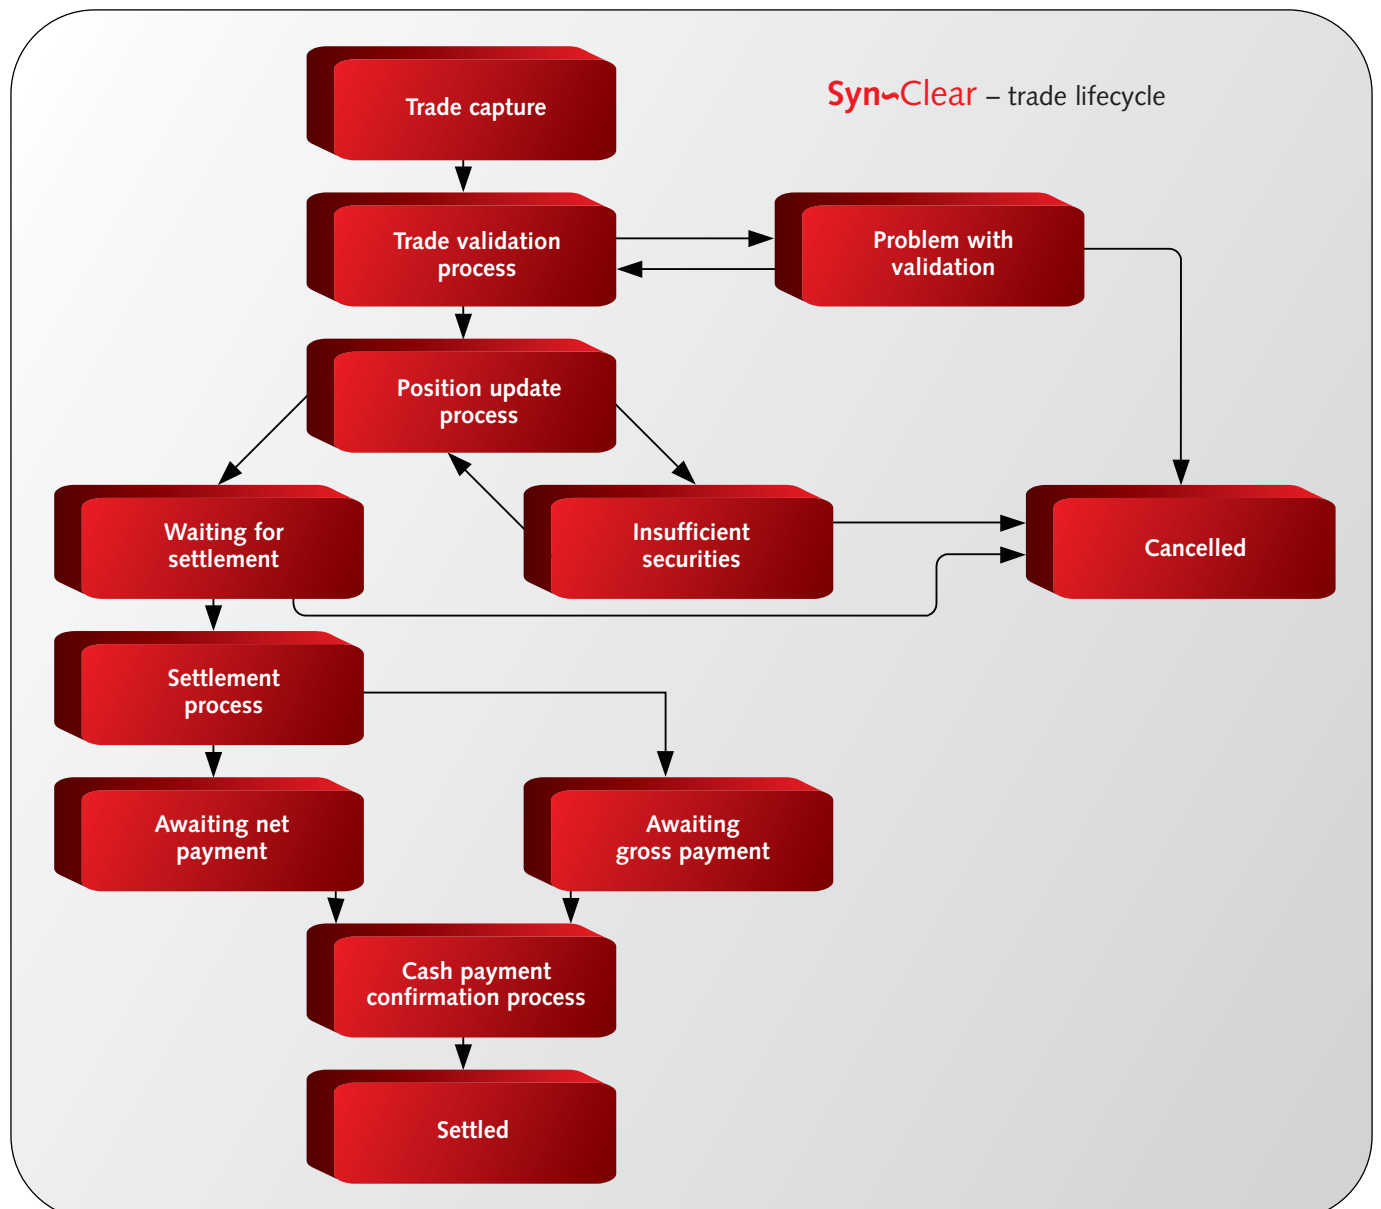 Trade capture
Syn~Clear – trade lifecycle
Trade validation
process
Problem with
validation
Position update
process
Waiting for
settlement
Insufficient
securities
Cancelled
Settlement
process
Awaiting net
payment
Awaiting
gross payment
Cash payment
confirmation process
Settled